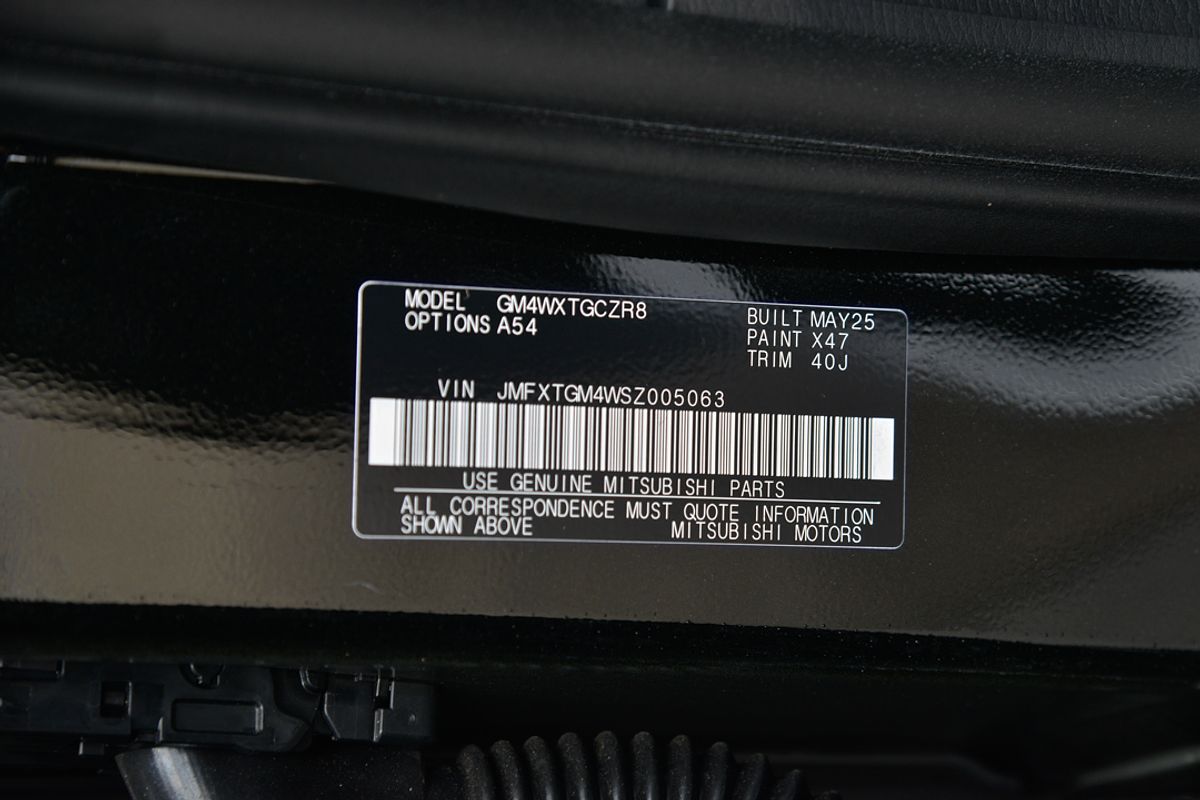 MODEL GM4WXTGCZR8
OPTIONS A54
BUILT MAY25
PAINT X47
TRIM 40J
VIN JMFXTGM4WSZ005063
USE GENUINE MITSUBISHI PARTS
ALL CORRESPONDENCE MUST QUOTE INFORMATION
SHOWN ABOVE MITSUBISHI MOTORS